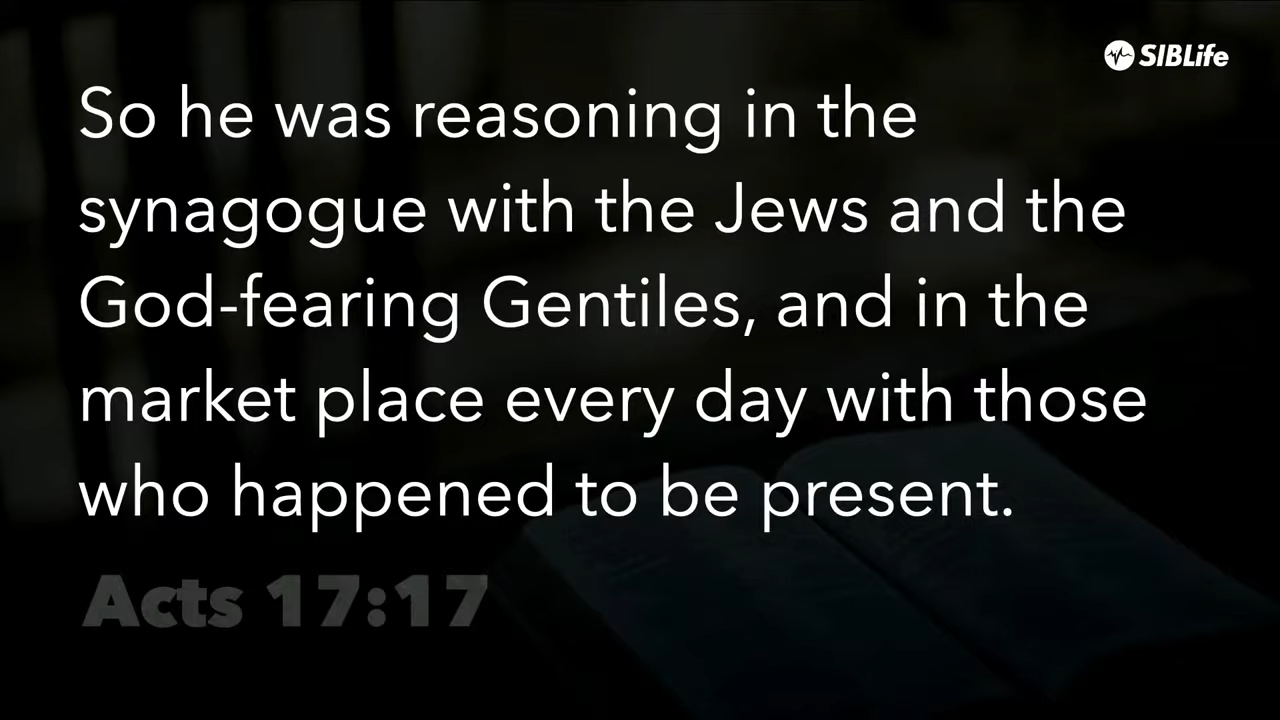 SIBLife
So he was reasoning in the
synagogue with the Jews and the
God-fearing Gentiles, and in the
market place every day with those
who happened to be present.
Acts 17:17